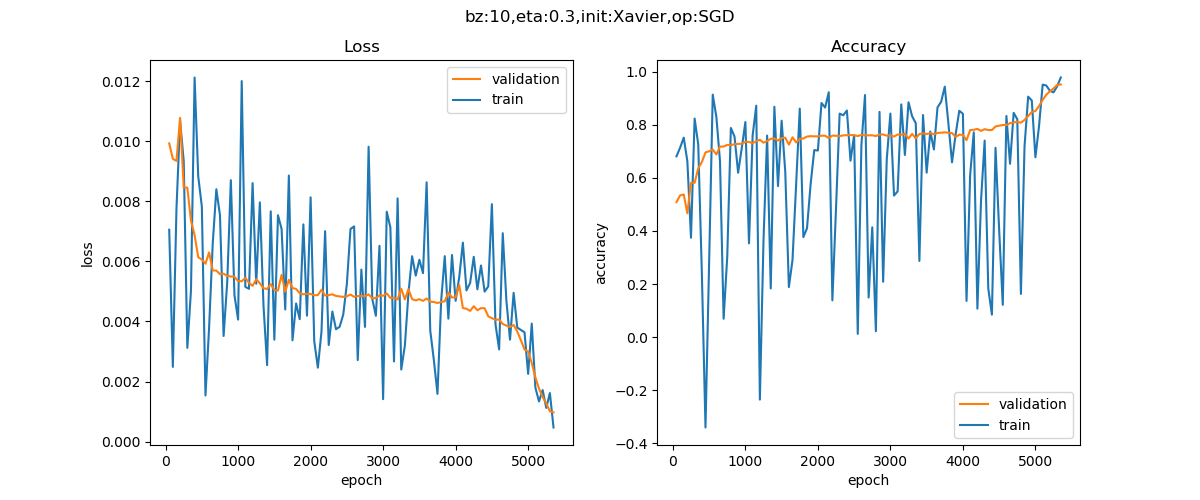 bz:10,eta:0.3,init:Xavier,op:SGD
Loss
0.012
0.010
0.008
0.006
0.004
0.002
0.000
loss
validation
train
0
1000
2000
3000
4000
5000
epoch
Accuracy
1.0
0.8
0.6
0.4
0.2
0.0
−0.2
−0.4
accuracy
validation
train
0
1000
2000
3000
4000
5000
epoch